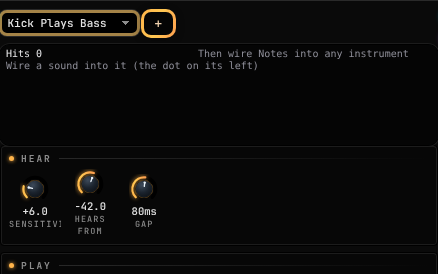 Kick Plays Bass
+
Hits 0 Then wire Notes into any instrument
Wire a sound into it (the dot on its left)
HEAR
+6.0 -42.0 80ms
SENSITIVI HEARS FROM GAP
PLAY